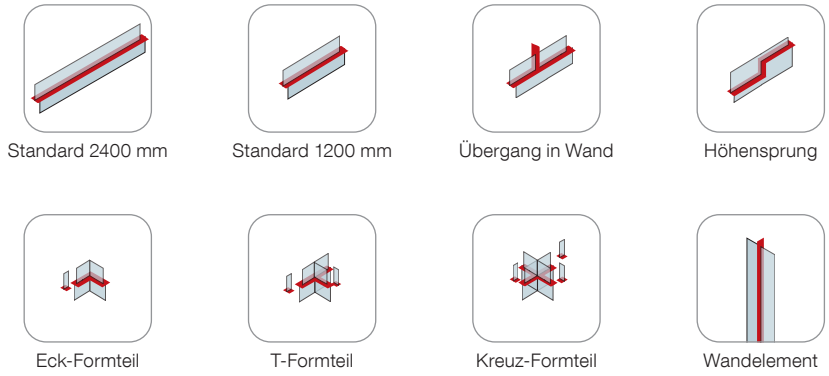 Standard 2400 mm
Standard 1200 mm
Übergang in Wand
Höhensprung
Eck-Formteil
T-Formteil
Kreuz-Formteil
Wandelement